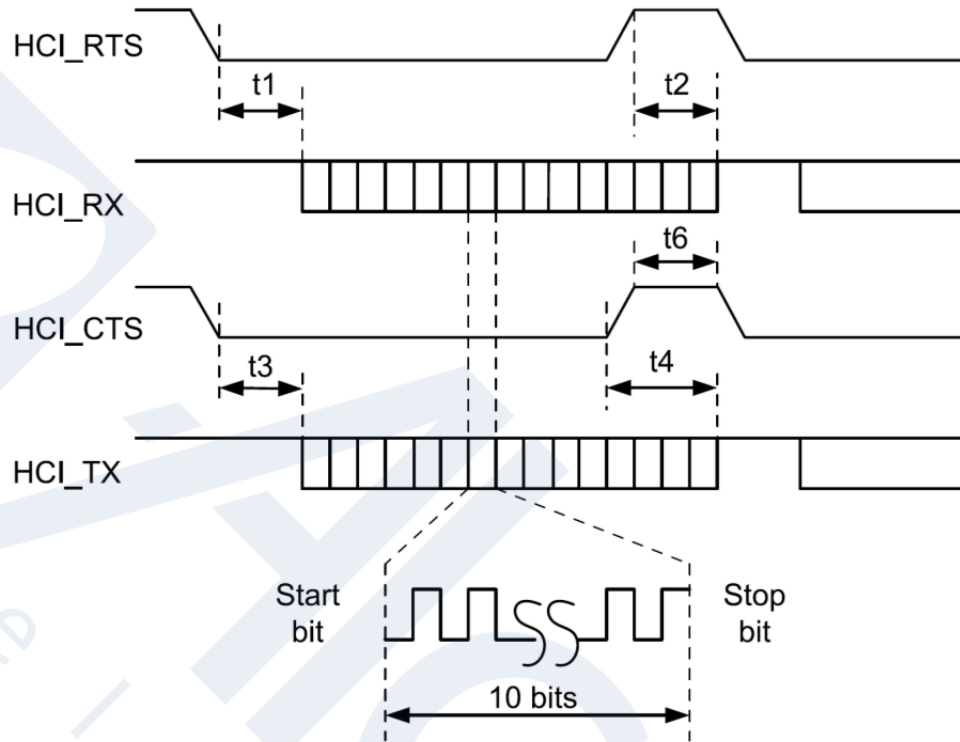 HCI_RTS
t1
t2
HCI_RX
t6
HCI_CTS
t3
t4
HCI_TX
Start
bit
Stop
bit
10 bits